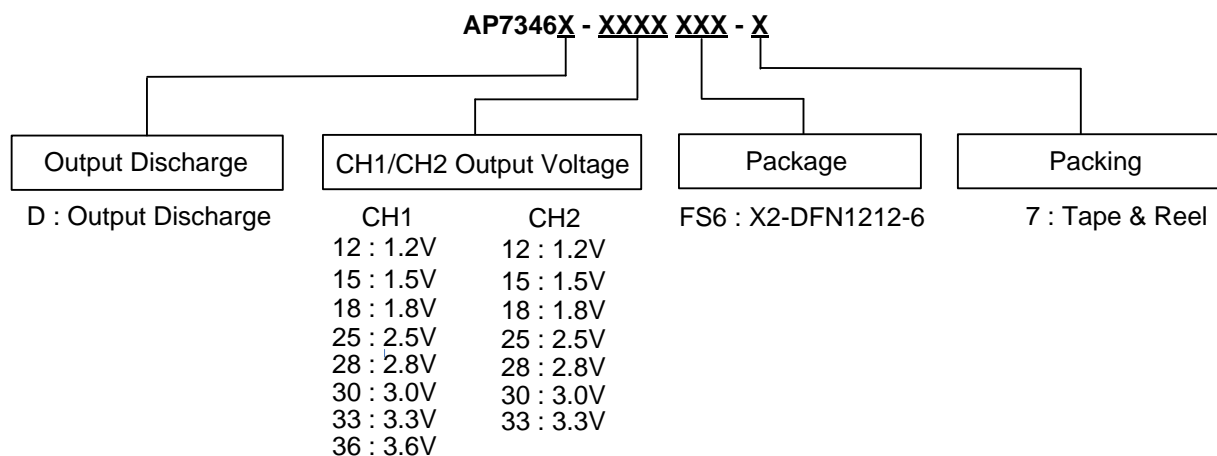 AP7346X - XXXX XXX - X
Output Discharge
D : Output Discharge
CH1/CH2 Output Voltage
CH1 CH2
12 : 1.2V 12 : 1.2V
15 : 1.5V 15 : 1.5V
18 : 1.8V 18 : 1.8V
25 : 2.5V 25 : 2.5V
28 : 2.8V 28 : 2.8V
30 : 3.0V 30 : 3.0V
33 : 3.3V 33 : 3.3V
36 : 3.6V
Package
FS6 : X2-DFN1212-6
Packing
7 : Tape & Reel